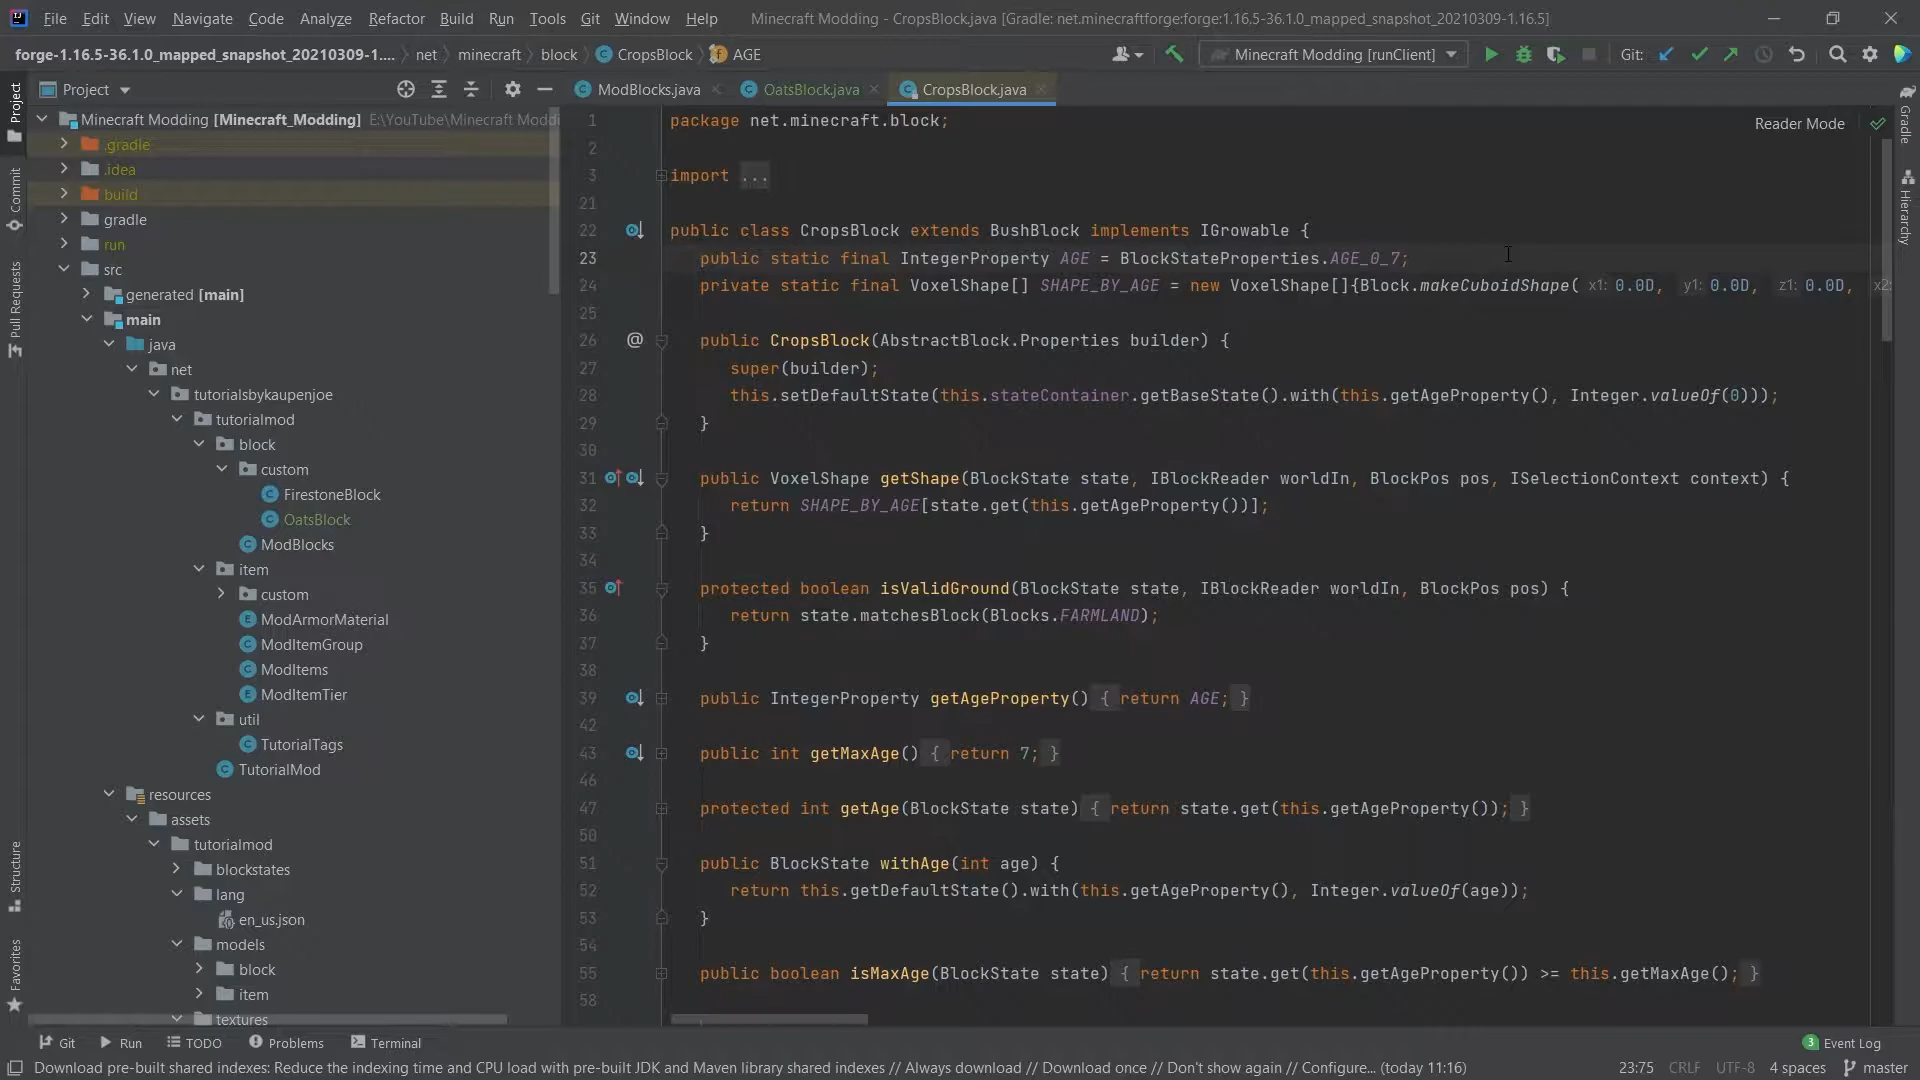 File Edit View Navigate Code Analyze Refactor Build Run Tools Git Window Help Minecraft Modding - CropsBlock.java [Gradle: net.minecraftforge:forge:1.16.5-36.1.0_mapped_snapshot_20210309-1.16.5]
forge-1.16.5-36.1.0_mapped_snapshot_20210309-1.... net minecraft block CropsBlock AGE Minecraft Modding [runClient] Git:
Project ModBlocks.java OatsBlock.java CropsBlock.java
Project
Commit
Pull Requests
Structure
Favorites
Minecraft Modding [Minecraft_Modding] E:\YouTube\Minecraft Moddi
.gradle
.idea
build
gradle
run
src
generated [main]
main
java
net
tutorialsbykaupenjoe
tutorialmod
block
custom
FirestoneBlock
OatsBlock
ModBlocks
item
custom
ModArmorMaterial
ModItemGroup
ModItems
ModItemTier
util
TutorialTags
TutorialMod
resources
assets
tutorialmod
blockstates
lang
en_us.json
models
block
item
textures
Reader Mode
1 package net.minecraft.block;
2
3 import ...
21
22 public class CropsBlock extends BushBlock implements IGrowable {
23 public static final IntegerProperty AGE = BlockStateProperties.AGE_0_7;
24 private static final VoxelShape[] SHAPE_BY_AGE = new VoxelShape[]{Block.makeCuboidShape( x1: 0.0D, y1: 0.0D, z1: 0.0D, x2:
25
26 @ public CropsBlock(AbstractBlock.Properties builder) {
27 super(builder);
28 this.setDefaultState(this.stateContainer.getBaseState().with(this.getAgeProperty(), Integer.valueOf(0)));
29 }
30
31 public VoxelShape getShape(BlockState state, IBlockReader worldIn, BlockPos pos, ISelectionContext context) {
32 return SHAPE_BY_AGE[state.get(this.getAgeProperty())];
33 }
34
35 protected boolean isValidGround(BlockState state, IBlockReader worldIn, BlockPos pos) {
36 return state.matchesBlock(Blocks.FARMLAND);
37 }
38
39 public IntegerProperty getAgeProperty() { return AGE; }
42
43 public int getMaxAge() { return 7; }
46
47 protected int getAge(BlockState state) { return state.get(this.getAgeProperty()); }
50
51 public BlockState withAge(int age) {
52 return this.getDefaultState().with(this.getAgeProperty(), Integer.valueOf(age));
53 }
54
55 public boolean isMaxAge(BlockState state) { return state.get(this.getAgeProperty()) >= this.getMaxAge(); }
58
Gradle
Hierarchy
Git Run TODO Problems Terminal 3 Event Log
Download pre-built shared indexes: Reduce the indexing time and CPU load with pre-built JDK and Maven library shared indexes // Always download // Download once // Don't show again // Configure... (today 11:16) 23:75 CRLF UTF-8 4 spaces master